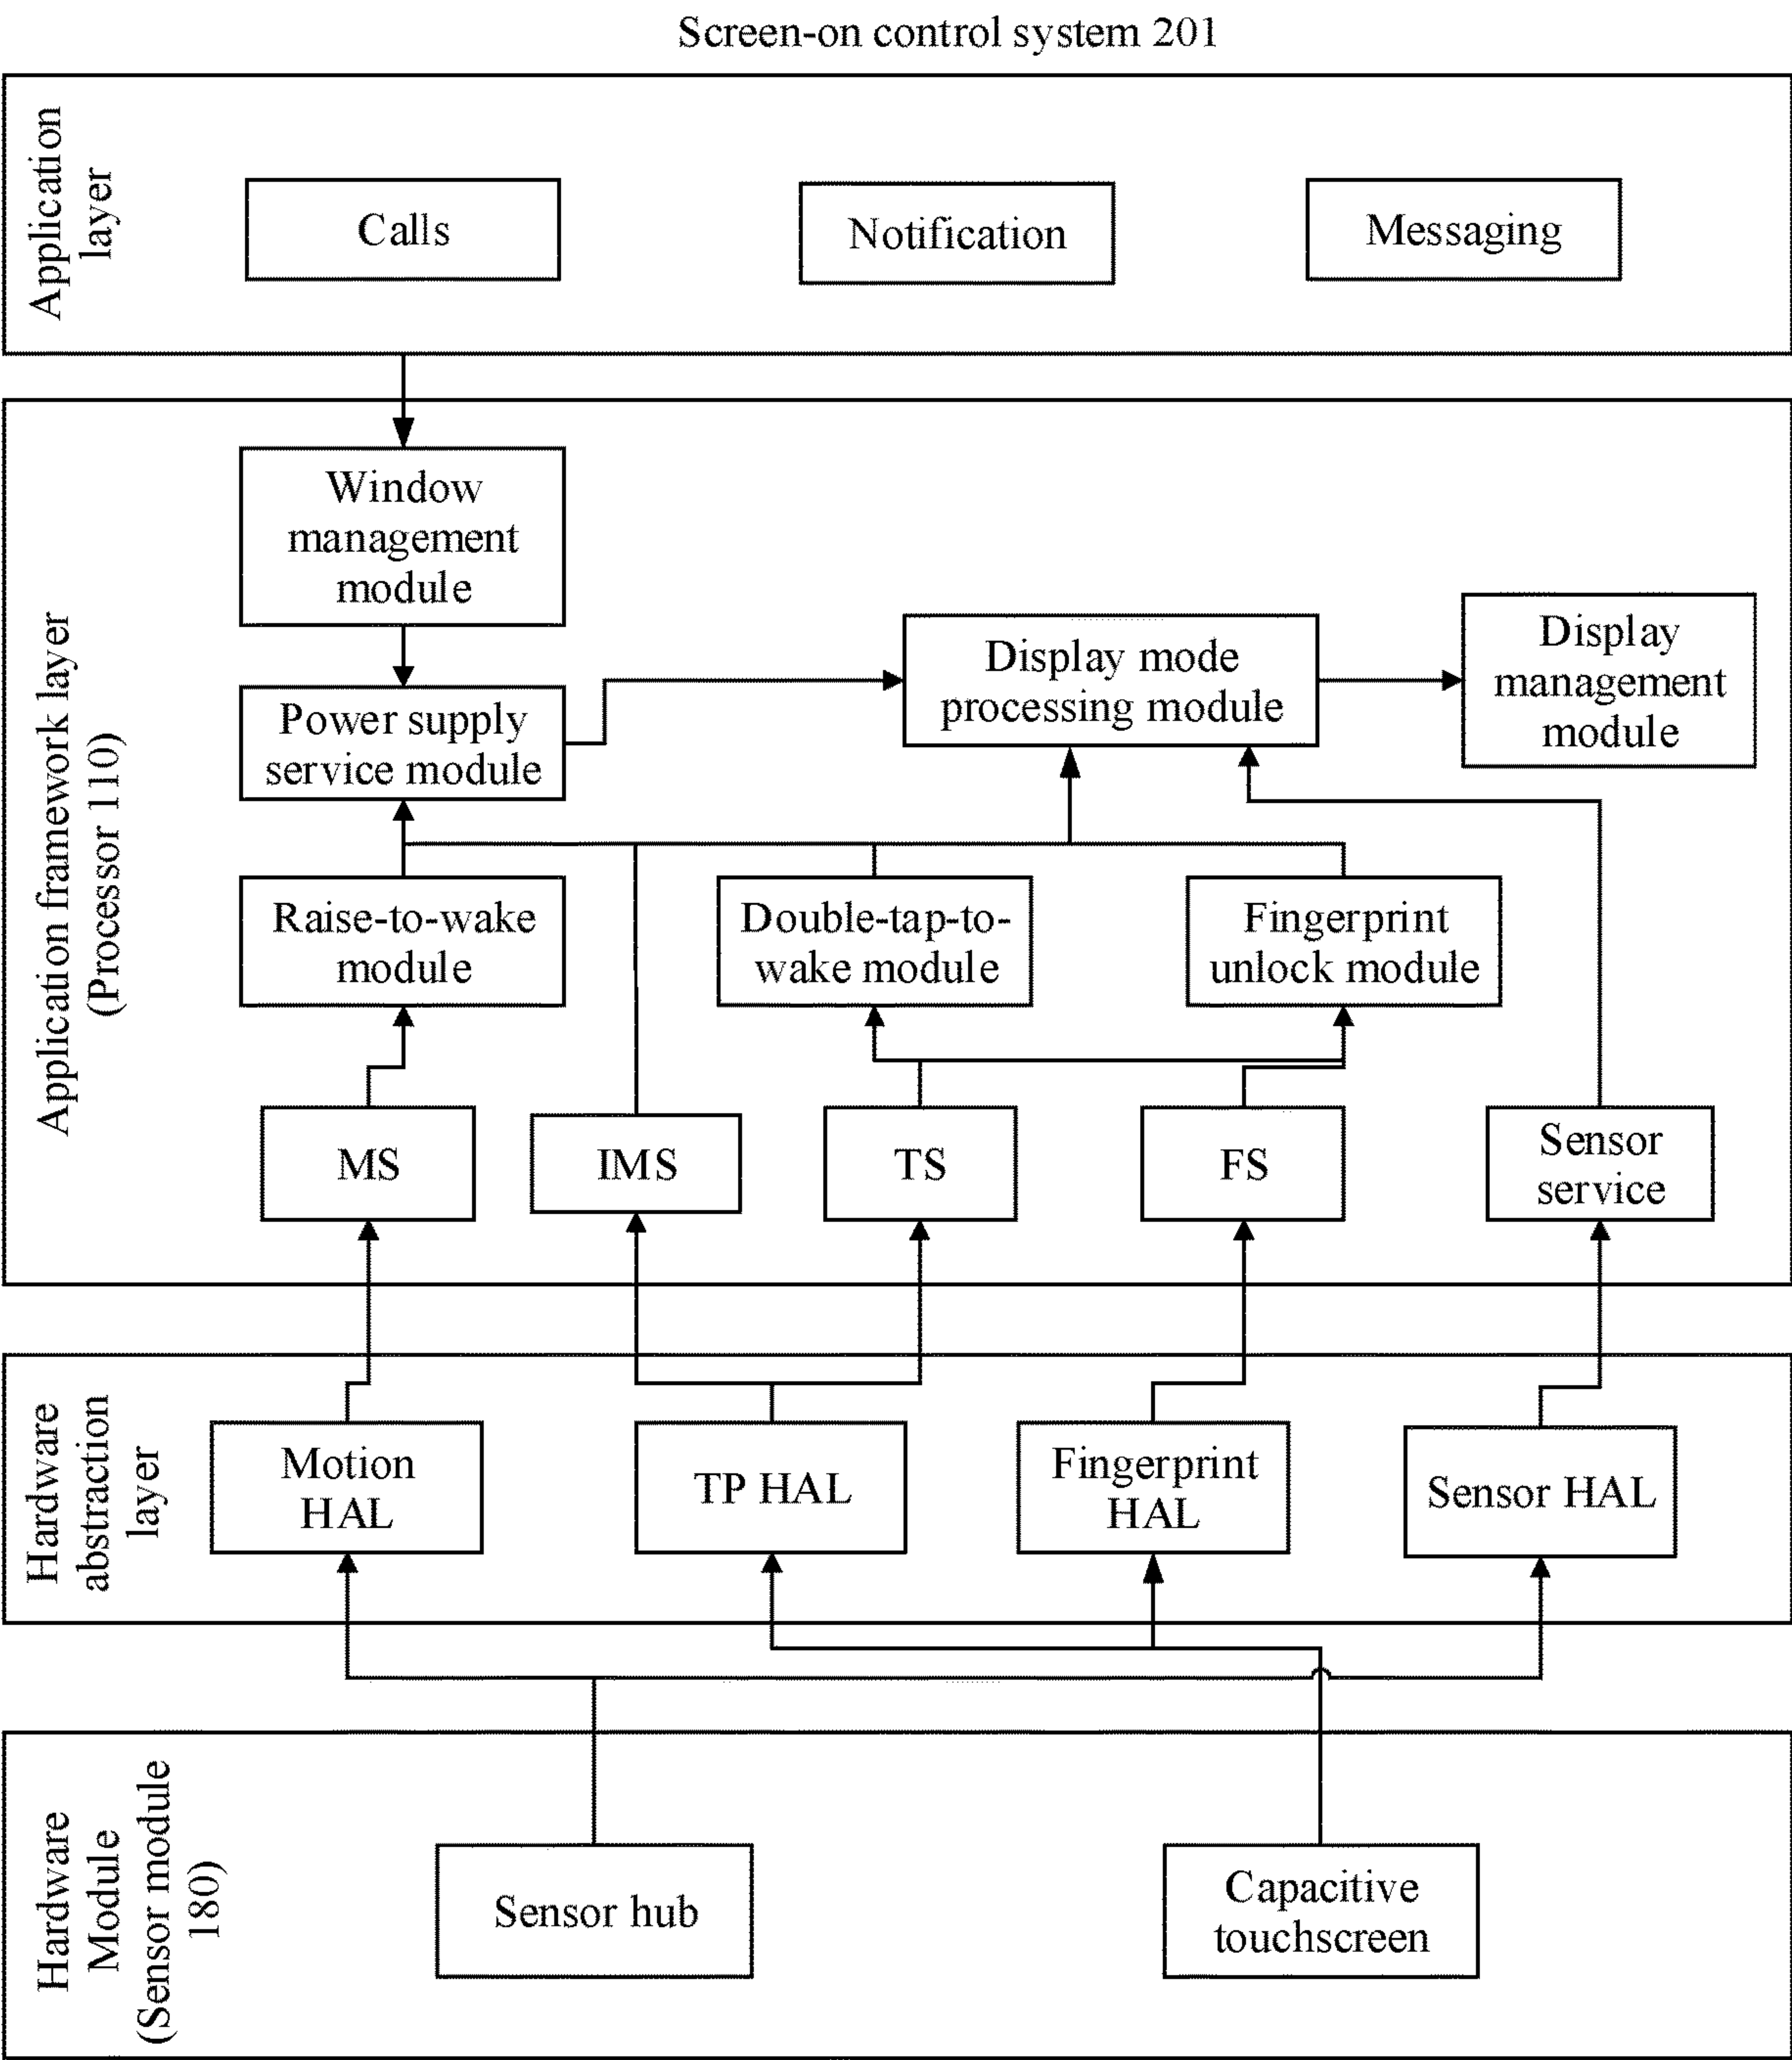 Screen-on control system 201
Application
layer
Calls
Notification
Messaging
Application framework layer
(Processor 110)
Window
management
module
Power supply
service module
Display mode
processing module
Display
management
module
Raise-to-wake
module
Double-tap-to-
wake module
Fingerprint
unlock module
MS
IMS
TS
FS
Sensor
service
Hardware
abstraction
layer
Motion
HAL
TP HAL
Fingerprint
HAL
Sensor HAL
Hardware
Module
(Sensor module
180)
Sensor hub
Capacitive
touchscreen